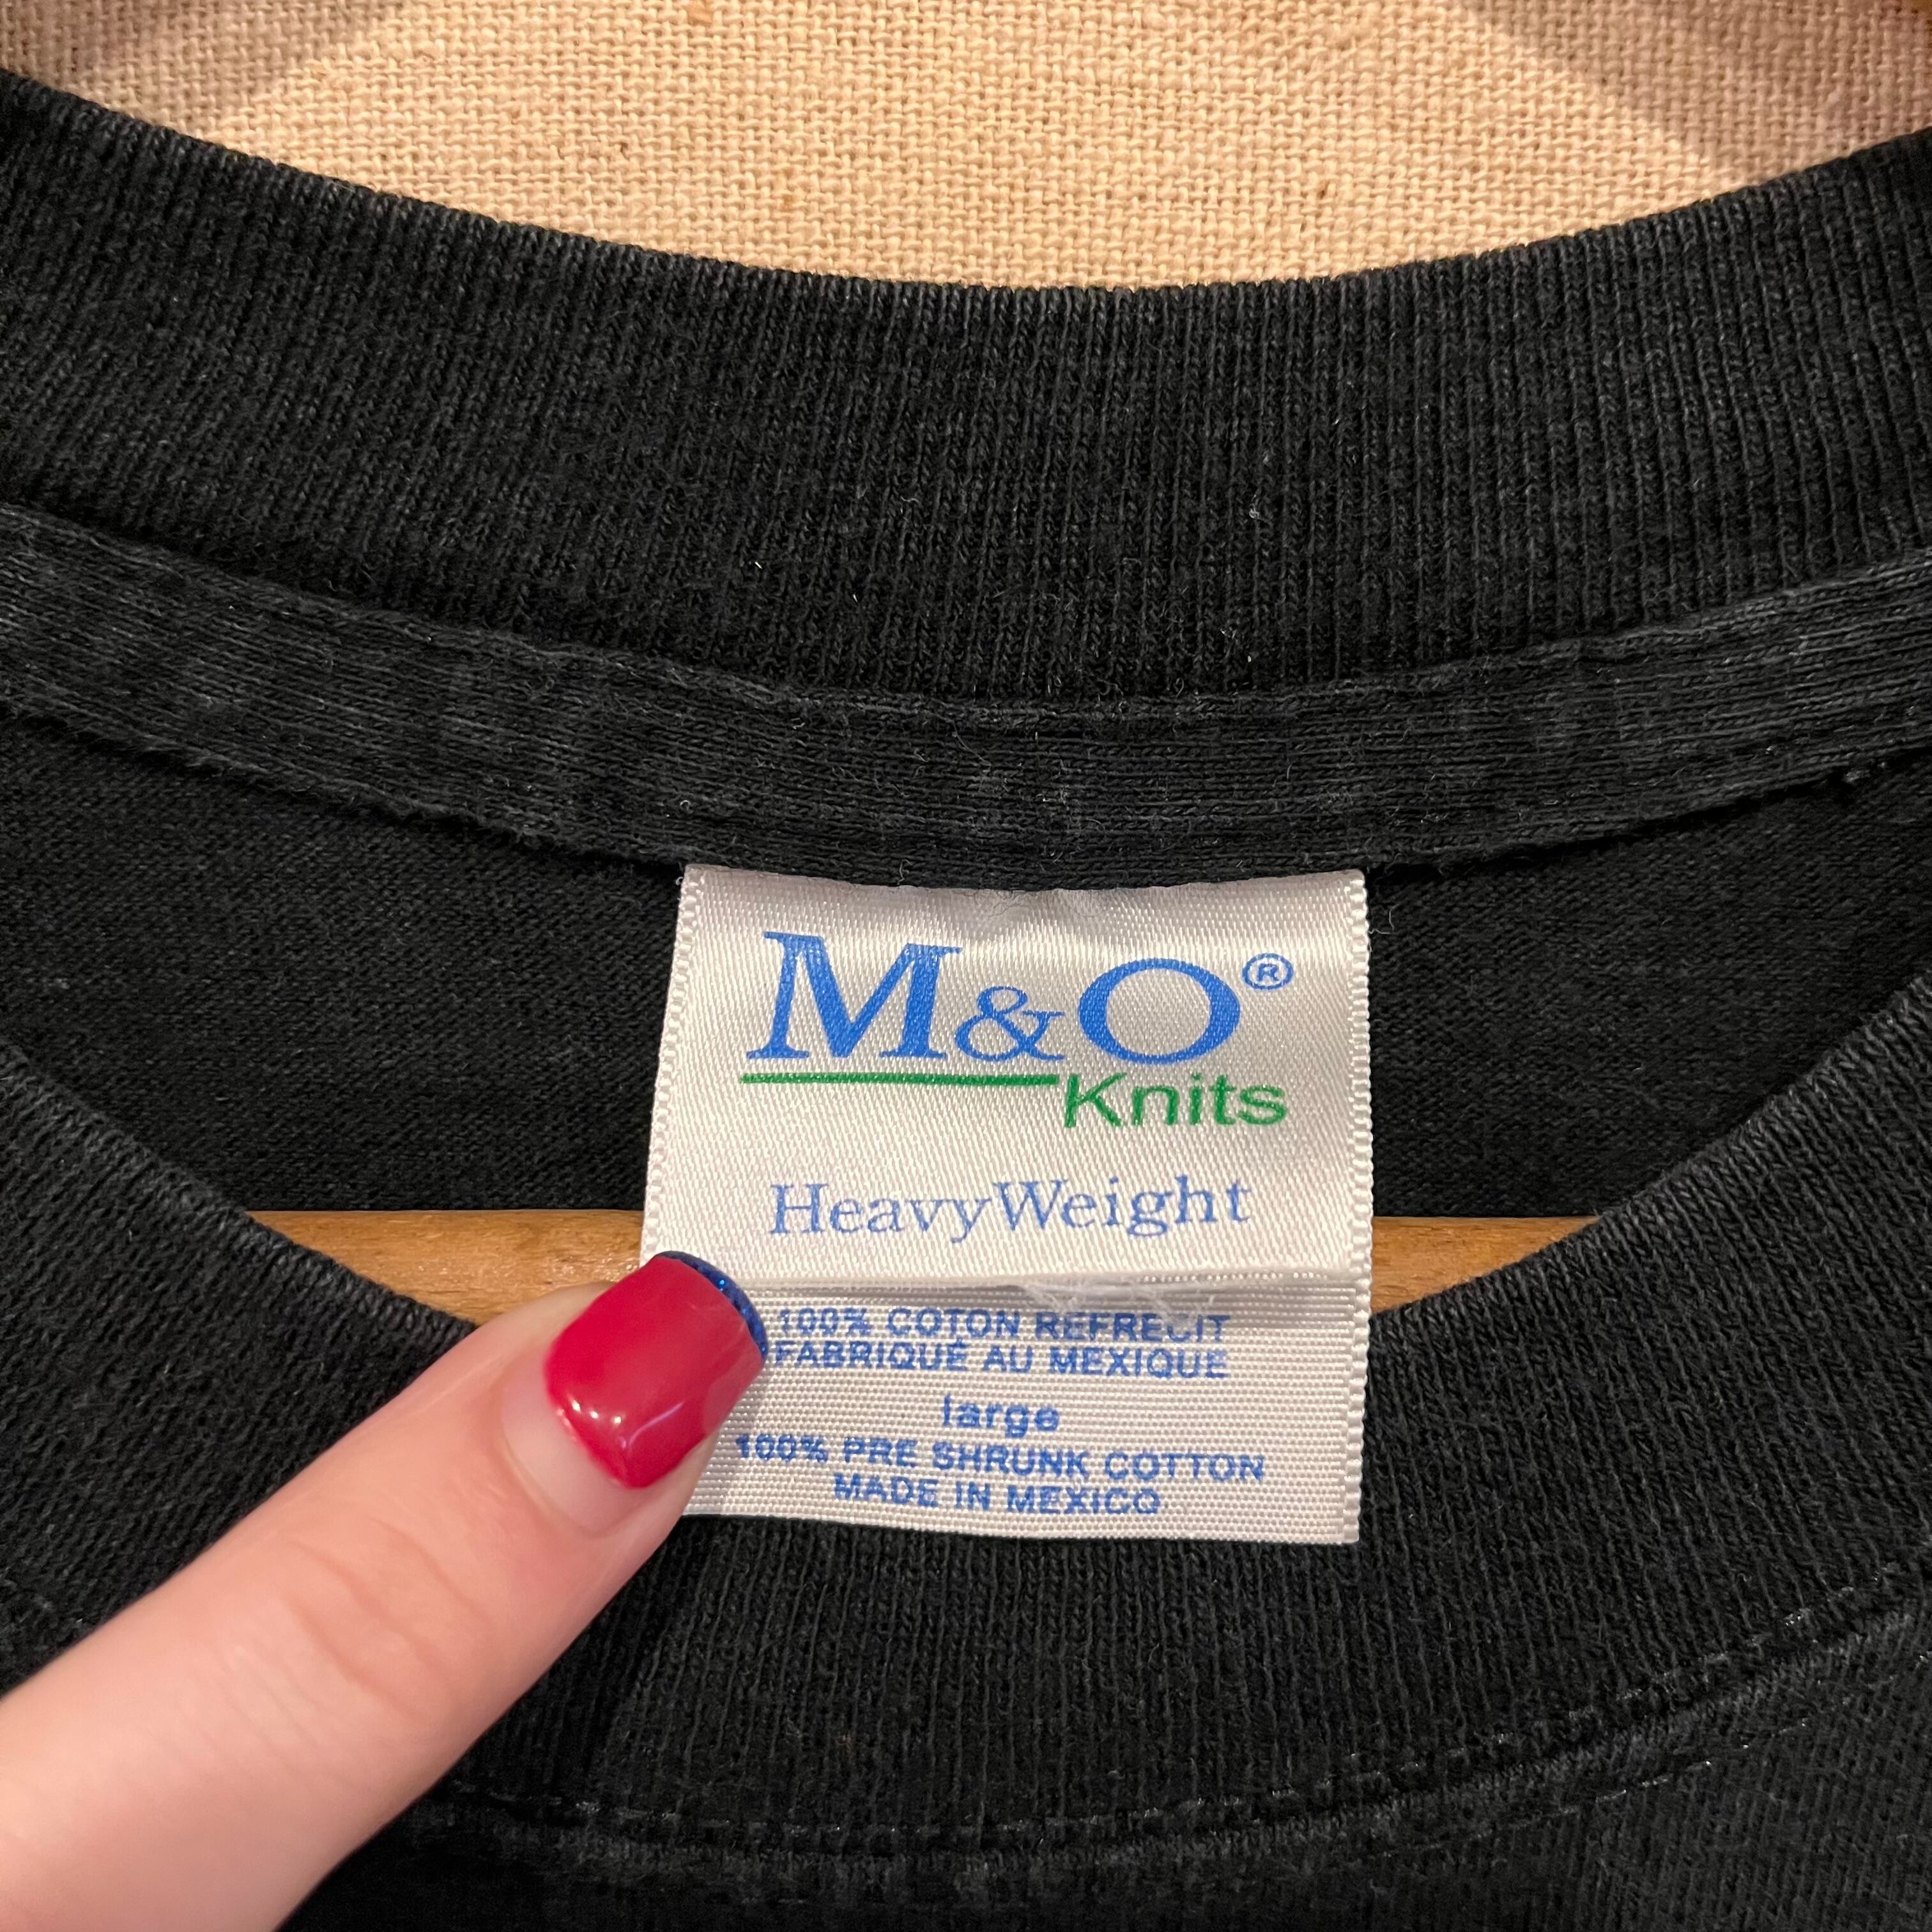 M&O®
Knits
HeavyWeight
100% COTON REFRECIT
FABRIQUÉ AU MEXIQUE
large
100% PRE SHRUNK COTTON
MADE IN MEXICO